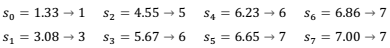 s₀ = 1.33 → 1 s₂ = 4.55 → 5 s₄ = 6.23 → 6 s₆ = 6.86 → 7
s₁ = 3.08 → 3 s₃ = 5.67 → 6 s₅ = 6.65 → 7 s₇ = 7.00 → 7